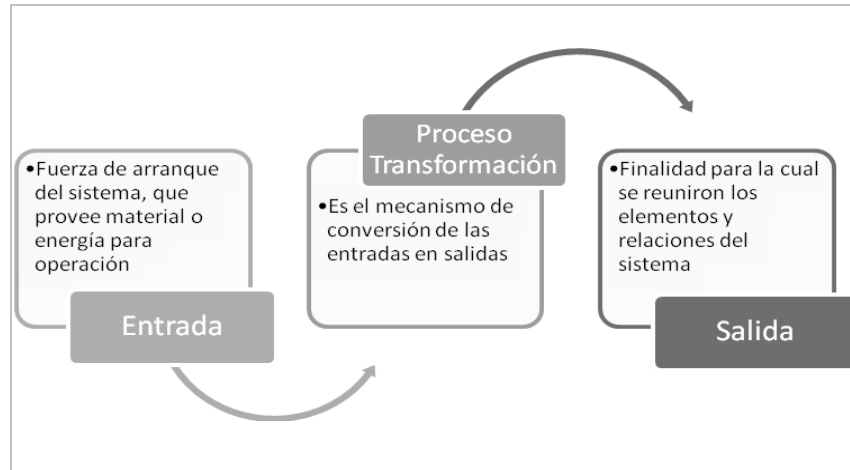 •Fuerza de arranque
del sistema, que
provee material o
energía para
operación
Entrada
Proceso
Transformación
•Es el mecanismo de
conversión de las
entradas en salidas
•Finalidad para la cual
se reuniron los
elementos y
relaciones del
sistema
Salida